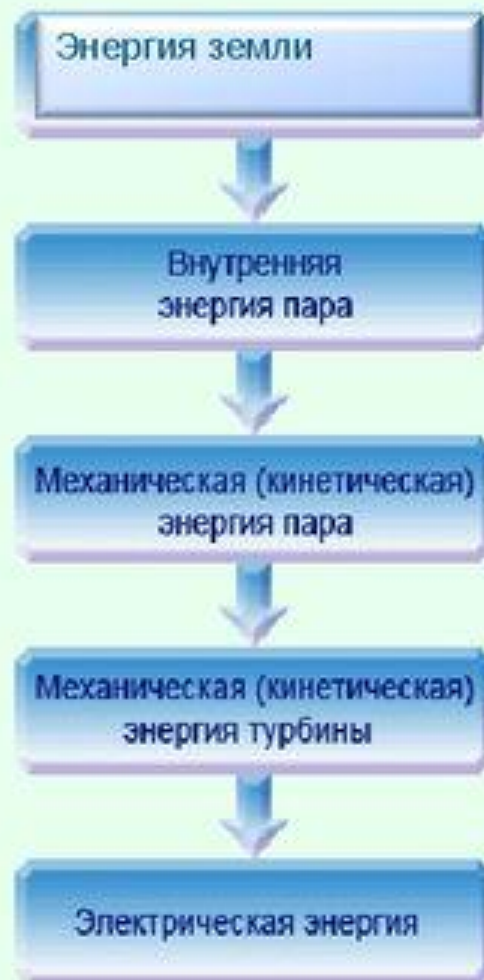 Энергия земли
Внутренняя
энергия пара
Механическая (кинетическая)
энергия пара
Механическая (кинетическая)
энергия турбины
Электрическая энергия